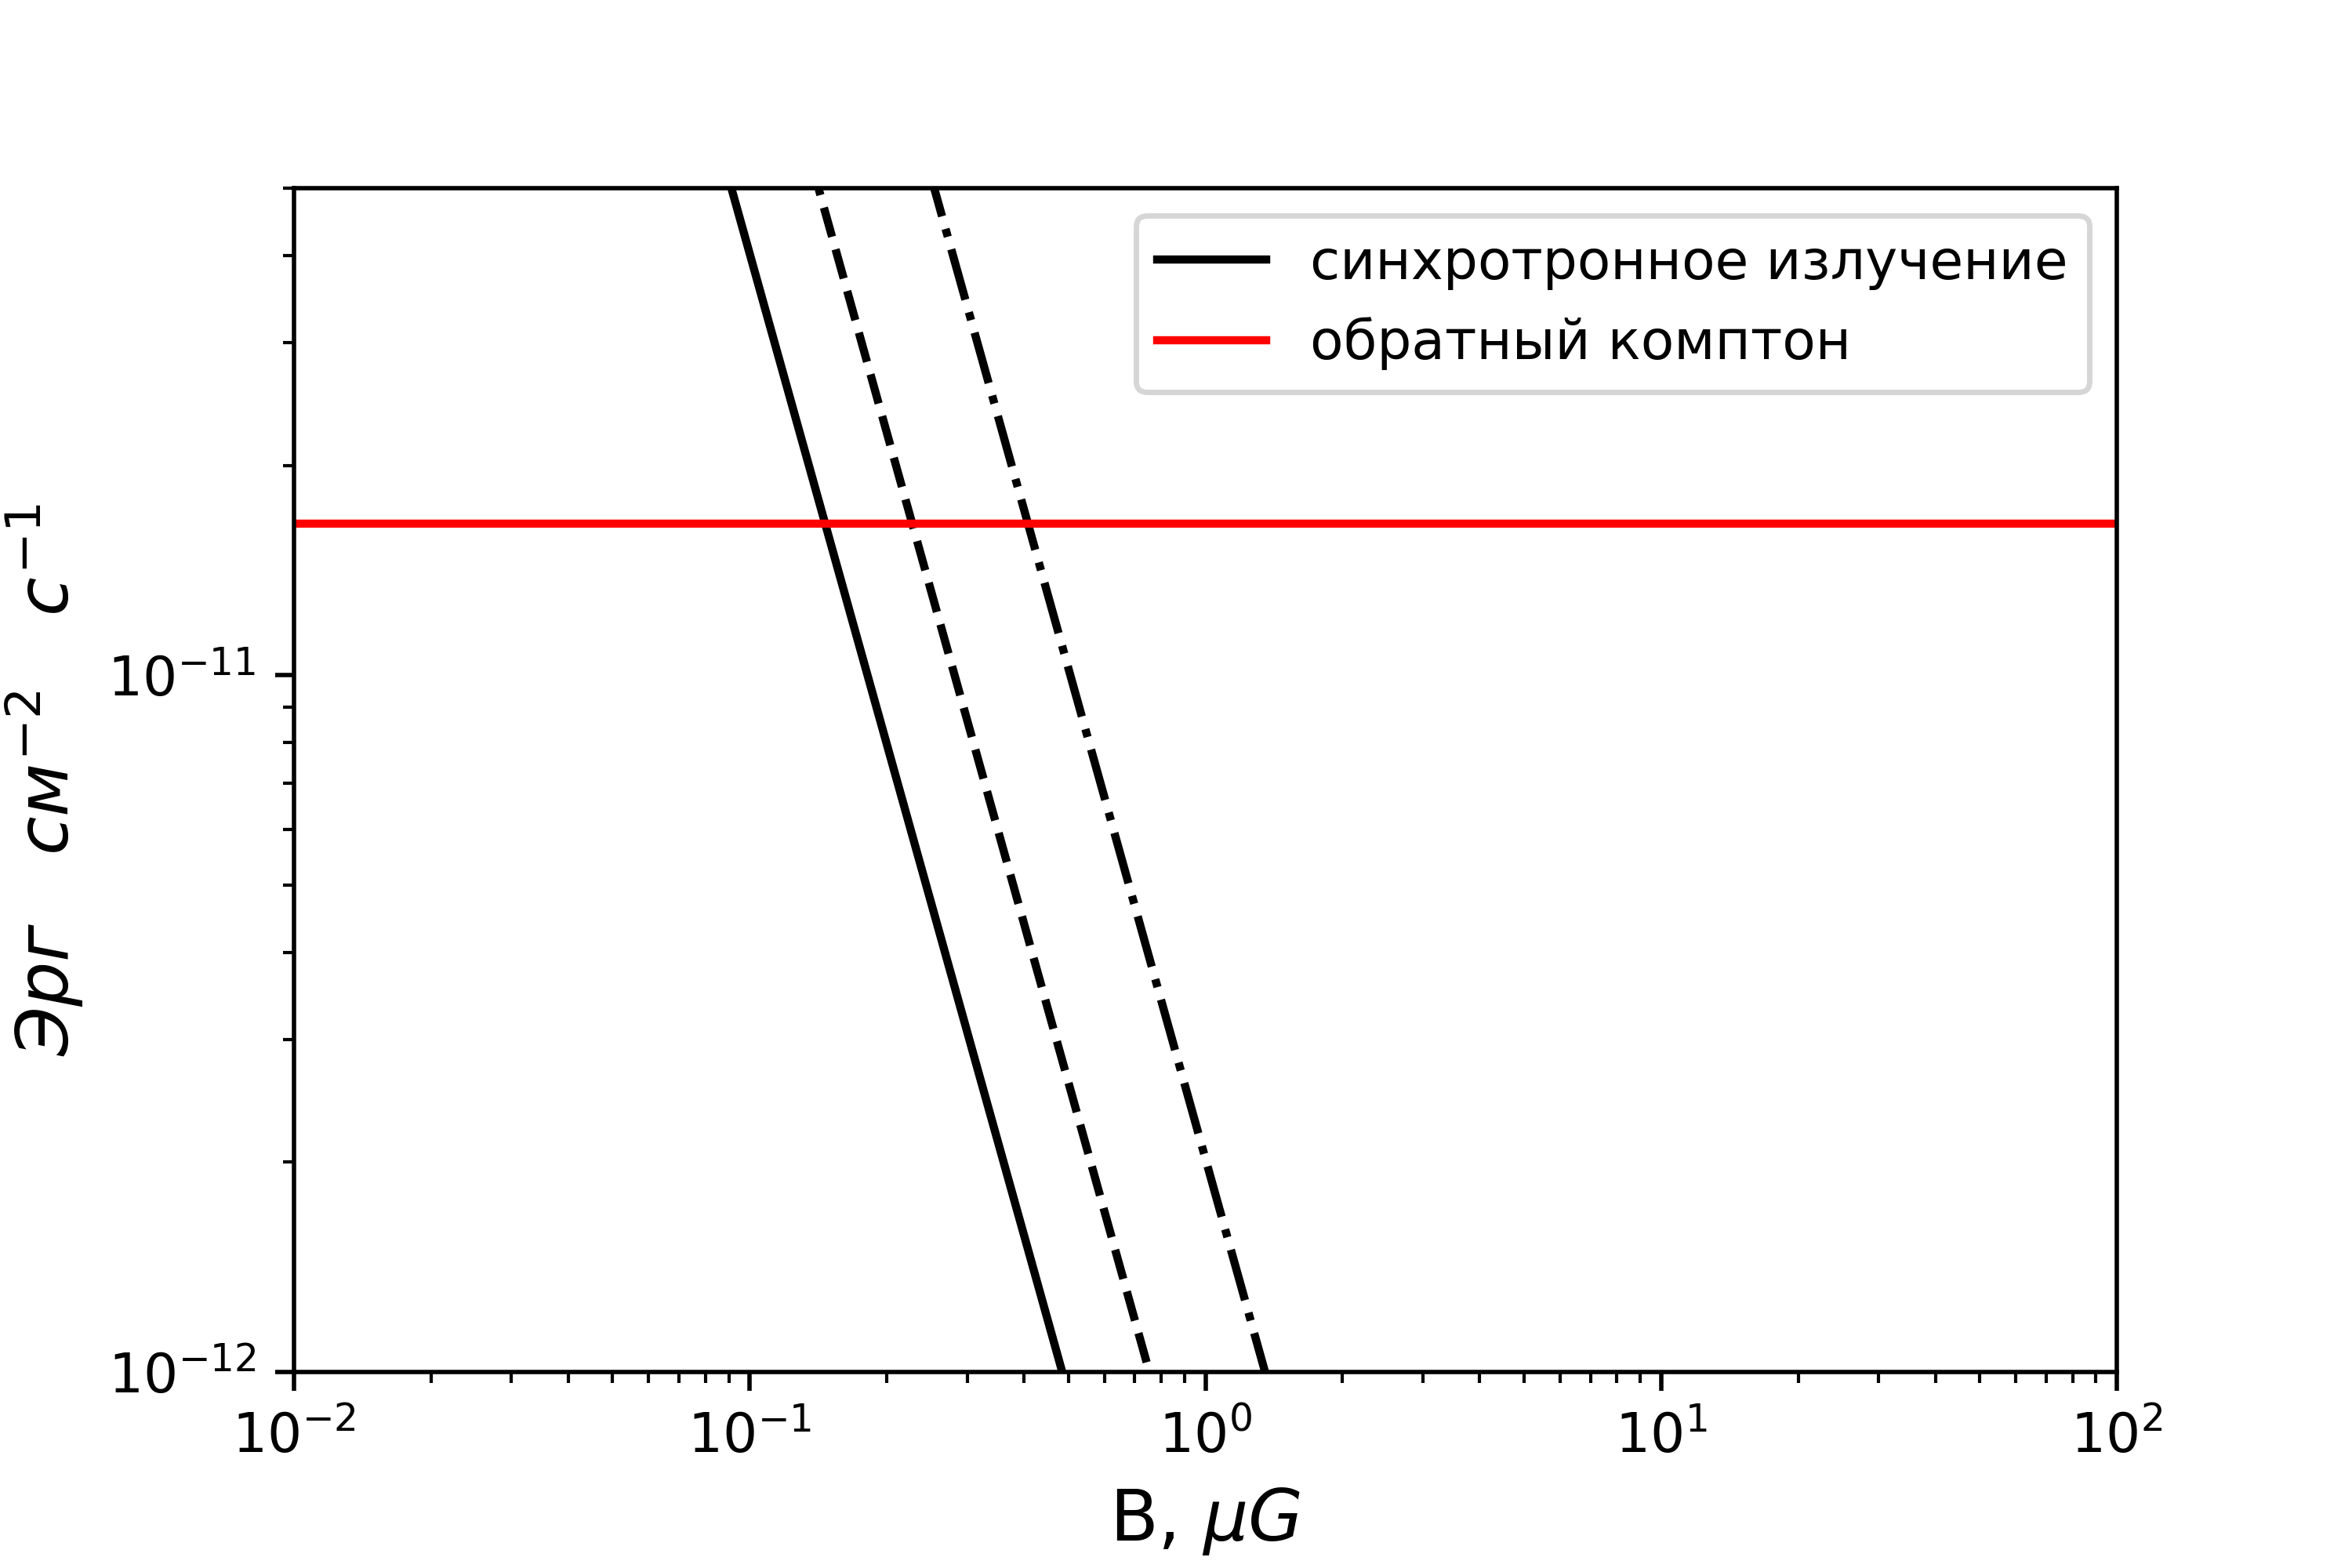 синхротронное излучение
обратный комптон
Эрг см⁻² с⁻¹
10⁻¹¹
10⁻¹²
10⁻² 10⁻¹ 10⁰ 10¹ 10²
B, μG